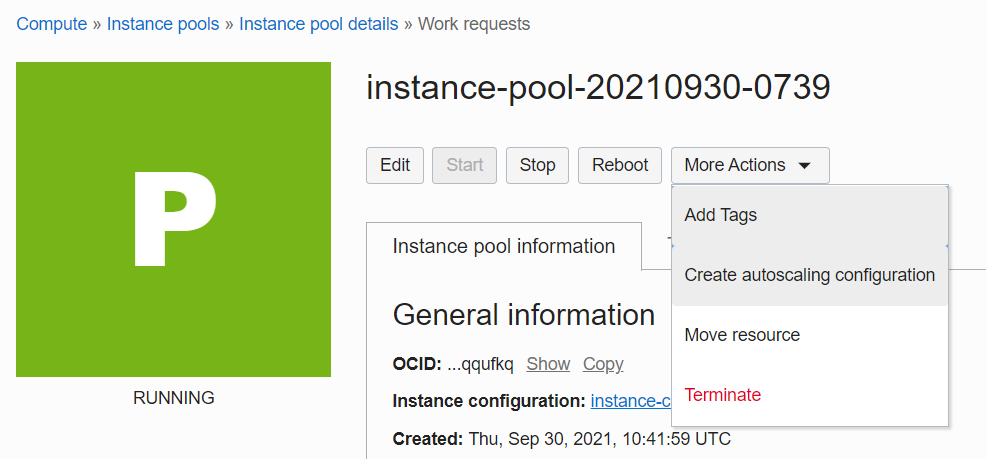 Compute » Instance pools » Instance pool details » Work requests
P
RUNNING
instance-pool-20210930-0739
Edit Start Stop Reboot More Actions
Add Tags
Create autoscaling configuration
Move resource
Terminate
Instance pool information
General information
OCID: ...qqufkq Show Copy
Instance configuration: instance-c
Created: Thu, Sep 30, 2021, 10:41:59 UTC